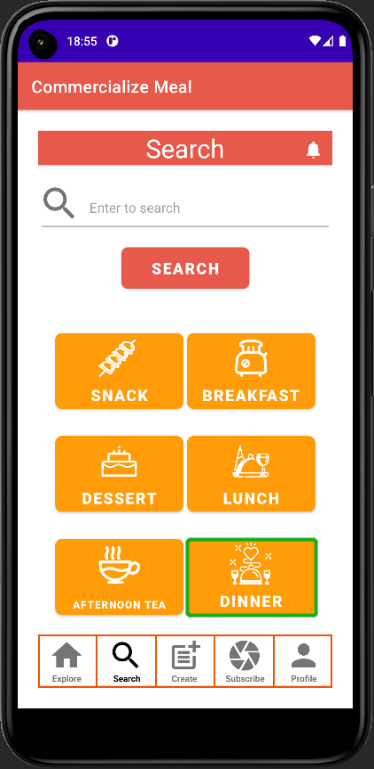 18:55
Commercialize Meal
Search
Enter to search
SEARCH
SNACK
BREAKFAST
DESSERT
LUNCH
AFTERNOON TEA
DINNER
Explore
Search
Create
Subscribe
Profile